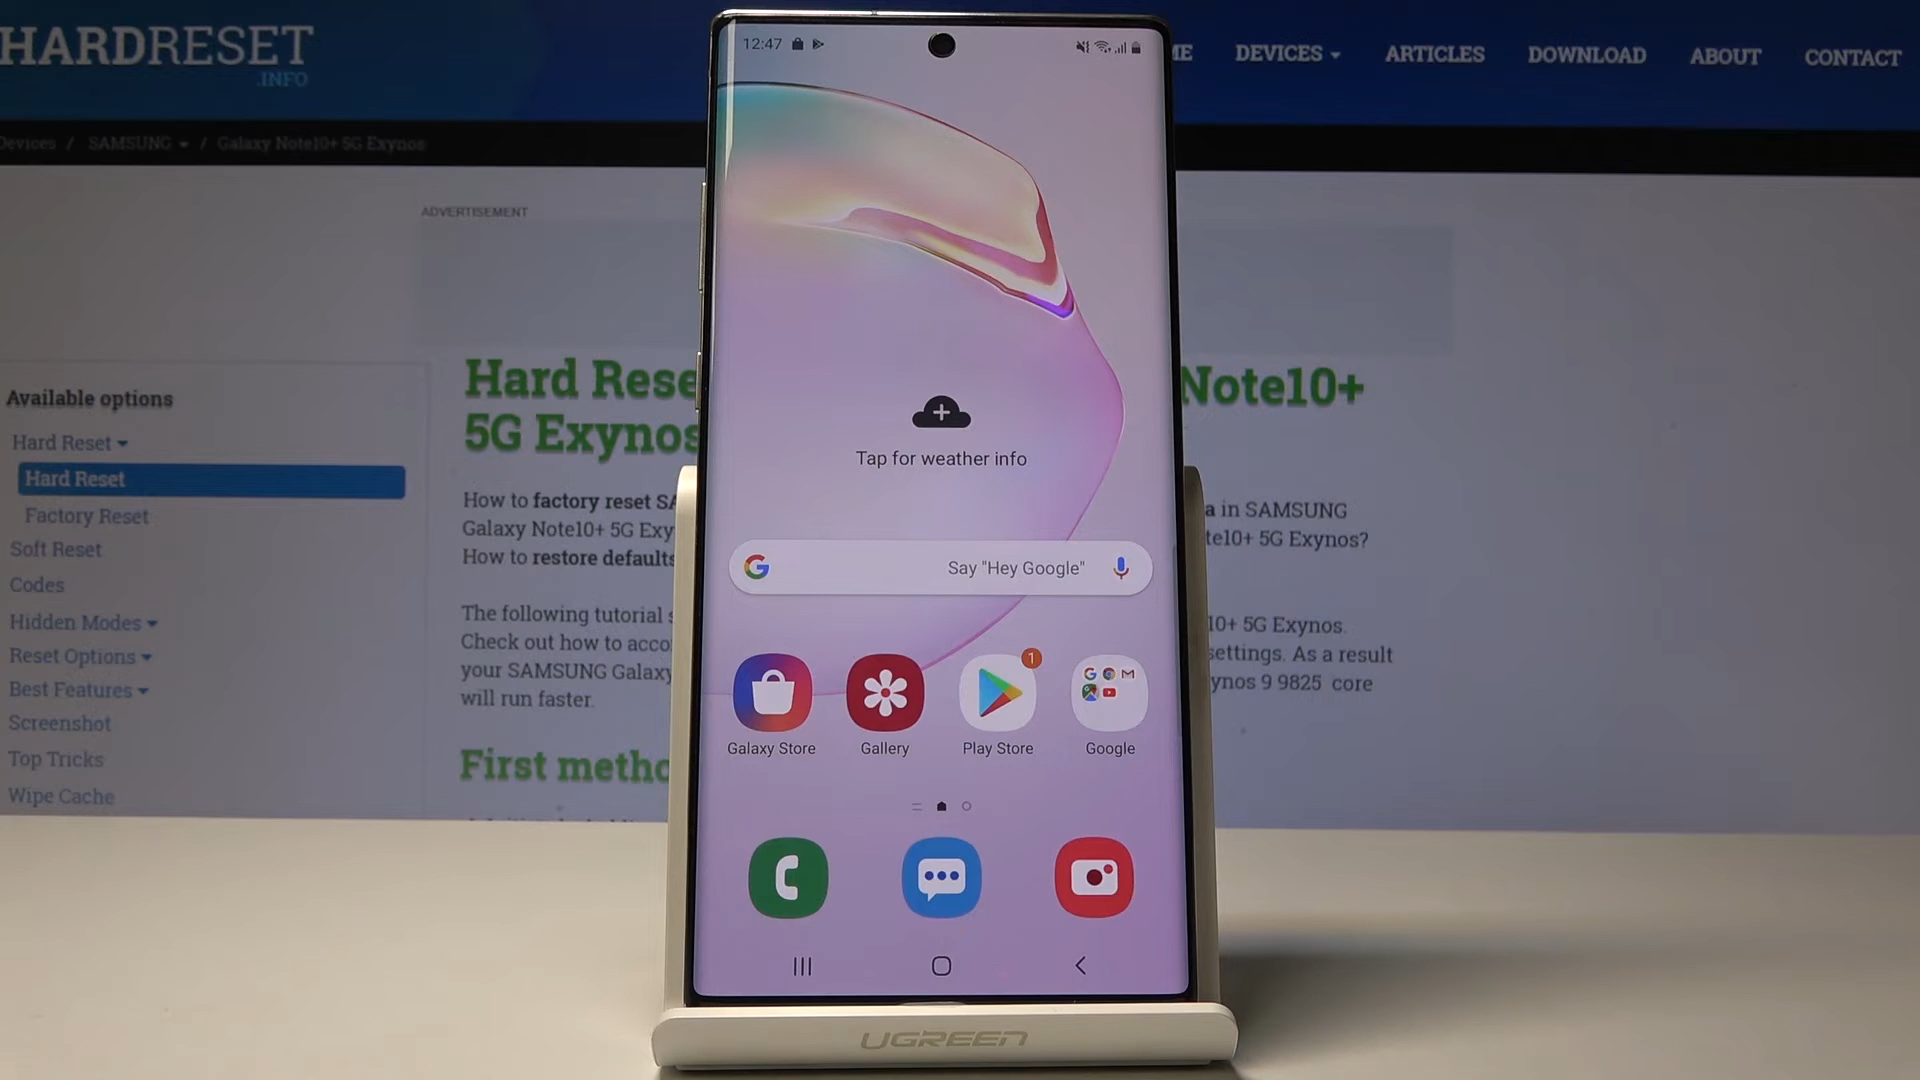 HARDRESET
.INFO
DEVICES
ARTICLES
DOWNLOAD
ABOUT
CONTACT
Devices / SAMSUNG / Galaxy Note10+ 5G Exynos
ADVERTISEMENT
Available options
Hard Reset
Hard Reset
Factory Reset
Soft Reset
Codes
Hidden Modes
Reset Options
Best Features
Screenshot
Top Tricks
Wipe Cache
Hard Rese Note10+
5G Exynos
How to factory reset SA a in SAMSUNG
Galaxy Note10+ 5G Exy te10+ 5G Exynos?
How to restore defaults
The following tutorial s 10+ 5G Exynos.
Check out how to acco settings. As a result
your SAMSUNG Galaxy ynos 9 9825 core
will run faster.
First metho
12:47
Tap for weather info
Say "Hey Google"
1
Galaxy Store
Gallery
Play Store
Google
UGREEN